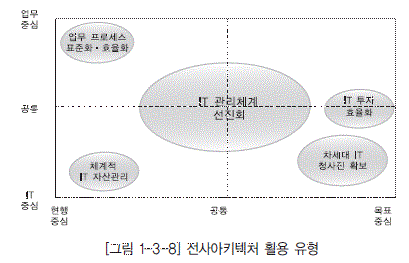 업무
중심
업무 프로세스
표준화·효율화
공통
IT 관리체계
선진화
IT 투자
효율화
체계적
IT 자산관리
차세대 IT
청사진 확보
IT
중심
현행
중심
공통
목표
중심
[그림 1-3-8] 전사아키텍처 활용 유형